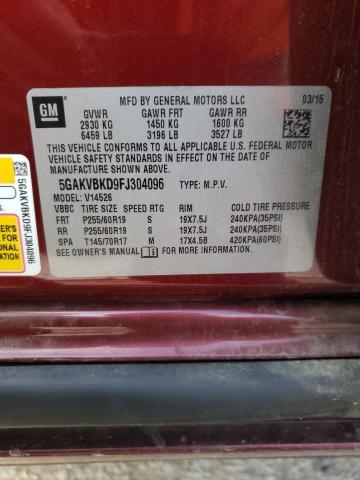 GM
MFD BY GENERAL MOTORS LLC 03/15
GVWR GAWR FRT GAWR RR
2930 KG 1450 KG 1600 KG
6459 LB 3196 LB 3527 LB
THIS VEHICLE CONFORMS TO ALL APPLICABLE U.S. FEDERAL MOTOR
VEHICLE SAFETY AND THEFT PREVENTION STANDARDS IN EFFECT ON THE DATE OF
MANUFACTURE SHOWN ABOVE.
5GAKVBKD9FJ304096 TYPE: M.P.V.
MODEL: V14526
VBBC TIRE SIZE SPEED RTG RIM COLD TIRE PRESSURE
FRT P255/60R19 S 19X7.5J 240KPA(35PSI)
RR P255/60R19 S 19X7.5J 240KPA(35PSI)
SPA T145/70R17 M 17X4.5B 420KPA(60PSI)
SEE OWNER'S MANUAL FOR MORE INFORMATION.
5GAKVBKD9FJ304096